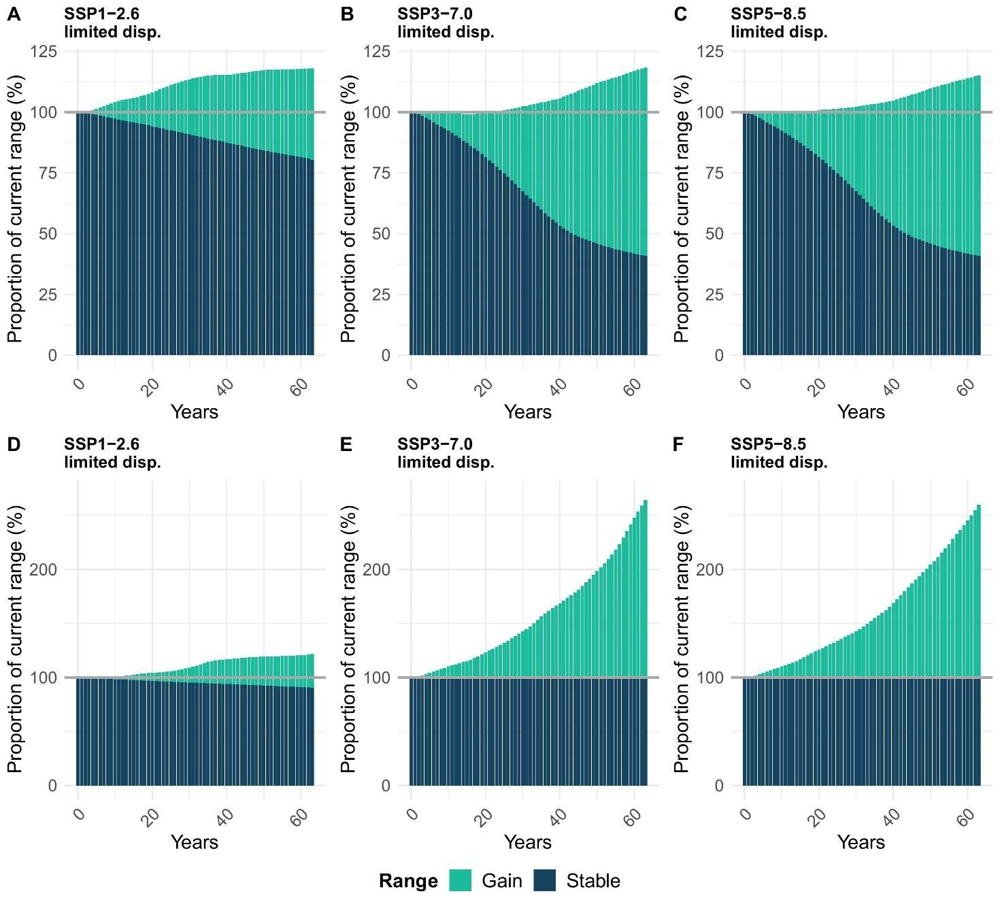 A SSP1−2.6
limited disp.
Proportion of current range (%)
125
100
75
50
25
0
0 20 40 60
Years
B SSP3−7.0
limited disp.
Proportion of current range (%)
125
100
75
50
25
0
0 20 40 60
Years
C SSP5−8.5
limited disp.
Proportion of current range (%)
125
100
75
50
25
0
0 20 40 60
Years
D SSP1−2.6
limited disp.
Proportion of current range (%)
200
100
0
0 20 40 60
Years
E SSP3−7.0
limited disp.
Proportion of current range (%)
200
100
0
0 20 40 60
Years
F SSP5−8.5
limited disp.
Proportion of current range (%)
200
100
0
0 20 40 60
Years
Range Gain Stable